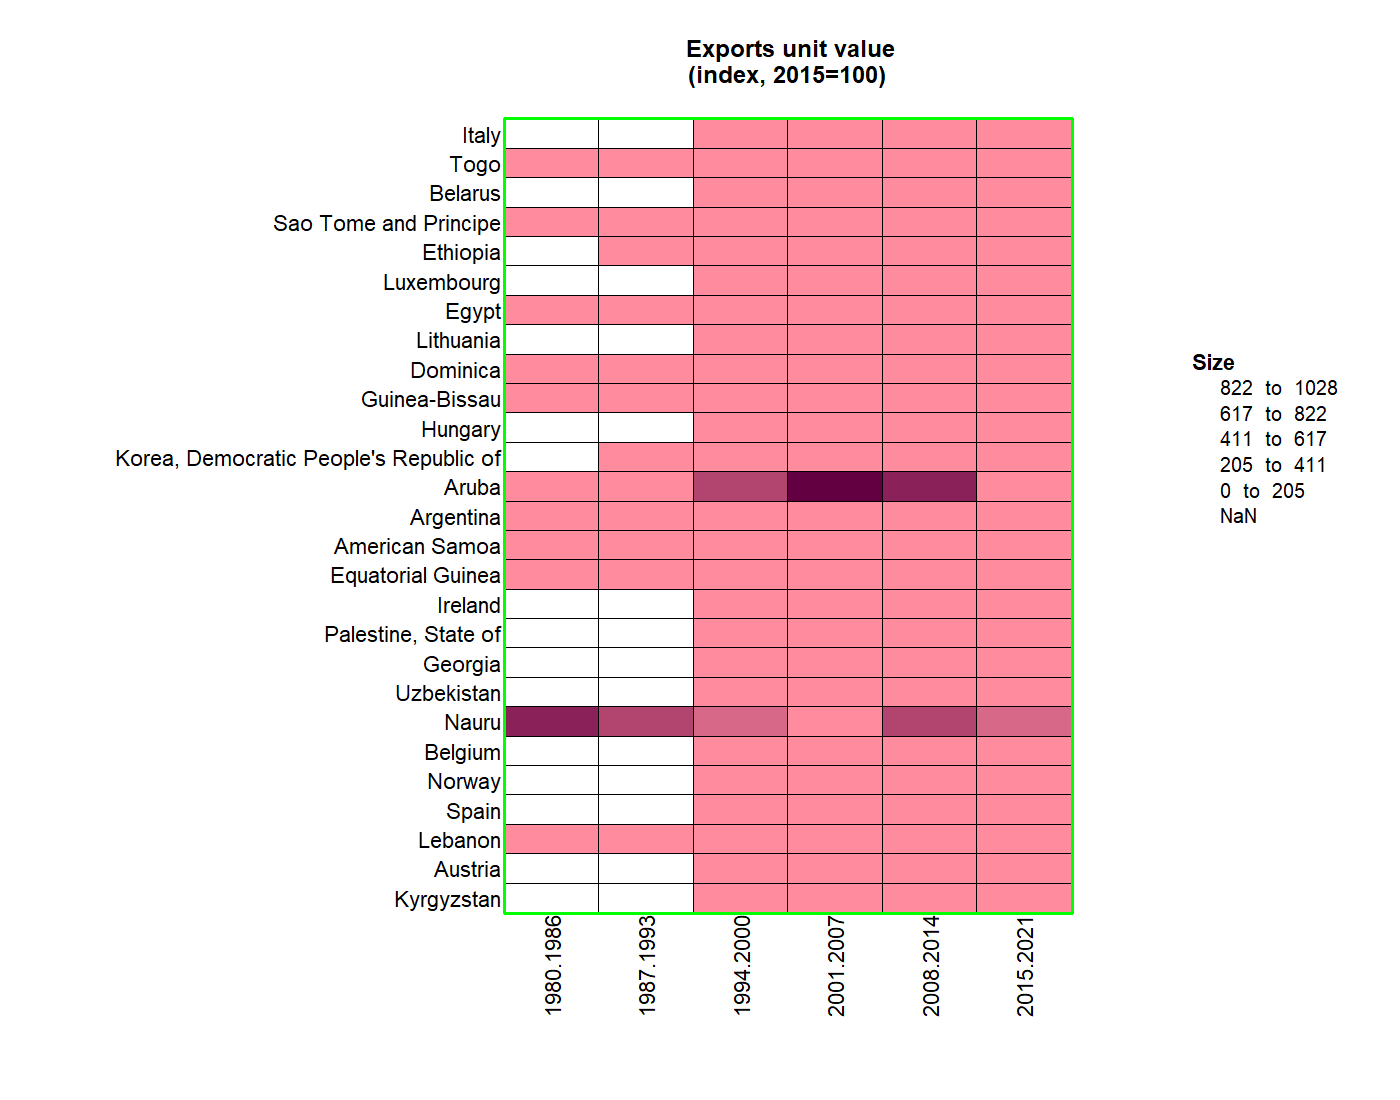 Exports unit value
(index, 2015=100)
Italy
Togo
Belarus
Sao Tome and Principe
Ethiopia
Luxembourg
Egypt
Lithuania
Dominica
Guinea-Bissau
Hungary
Korea, Democratic People's Republic of
Aruba
Argentina
American Samoa
Equatorial Guinea
Ireland
Palestine, State of
Georgia
Uzbekistan
Nauru
Belgium
Norway
Spain
Lebanon
Austria
Kyrgyzstan
1980.1986
1987.1993
1994.2000
2001.2007
2008.2014
2015.2021
Size
822 to 1028
617 to 822
411 to 617
205 to 411
0 to 205
NaN